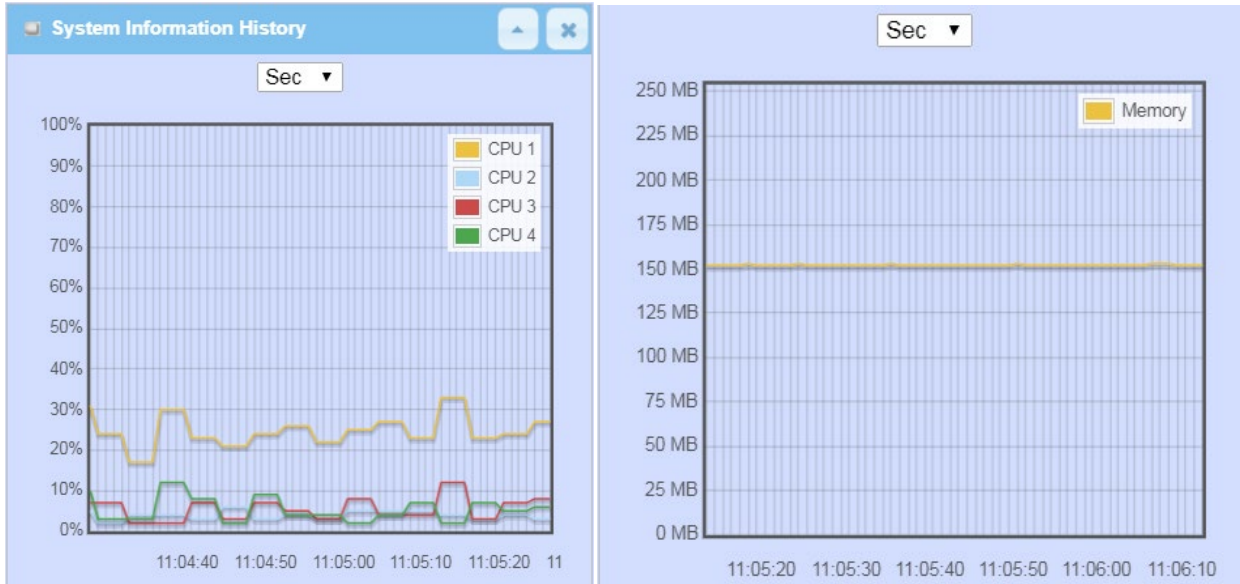 System Information History
Sec
100%
90%
80%
70%
60%
50%
40%
30%
20%
10%
0%
CPU 1
CPU 2
CPU 3
CPU 4
11:04:40 11:04:50 11:05:00 11:05:10 11:05:20 11
Sec
250 MB
225 MB
200 MB
175 MB
150 MB
125 MB
100 MB
75 MB
50 MB
25 MB
0 MB
Memory
11:05:20 11:05:30 11:05:40 11:05:50 11:06:00 11:06:10